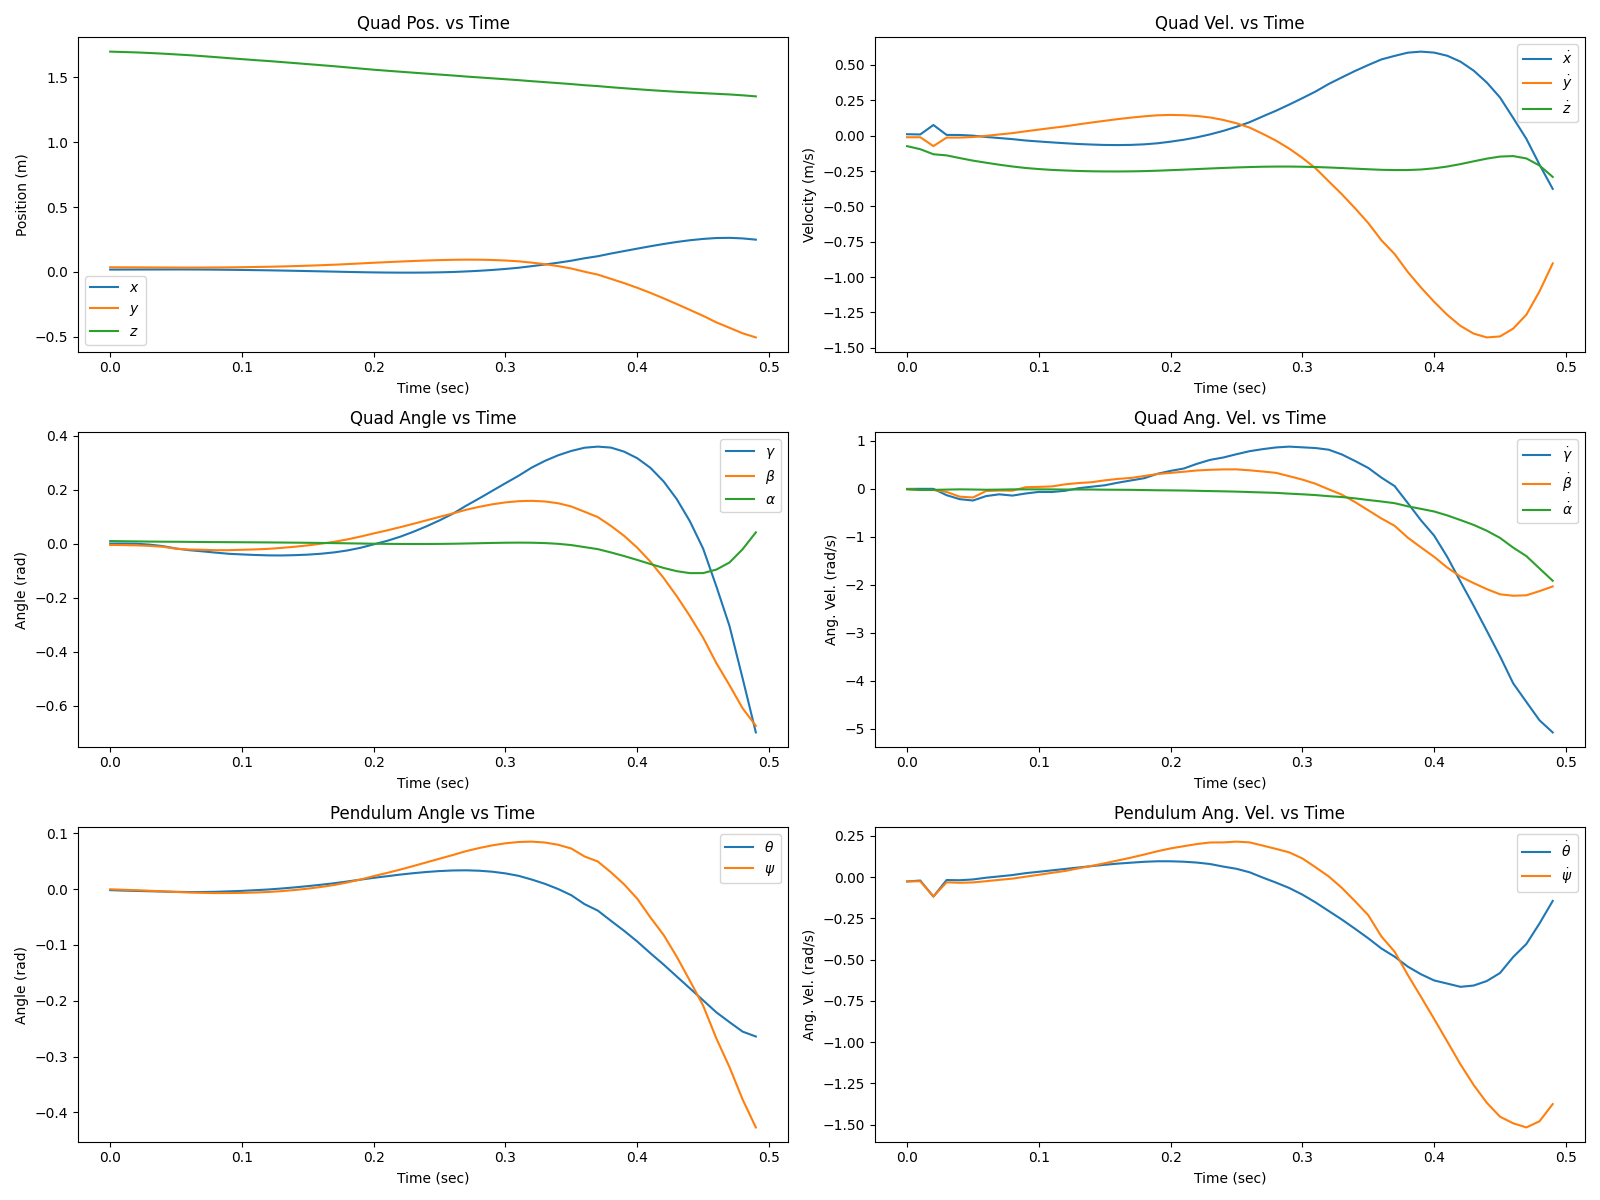 Quad Pos. vs Time
Position (m)
1.5
1.0
0.5
0.0
−0.5
x
y
z
0.0 0.1 0.2 0.3 0.4 0.5
Time (sec)
Quad Vel. vs Time
Velocity (m/s)
0.50
0.25
0.00
−0.25
−0.50
−0.75
−1.00
−1.25
−1.50
ẋ
ẏ
ż
0.0 0.1 0.2 0.3 0.4 0.5
Time (sec)
Quad Angle vs Time
Angle (rad)
0.4
0.2
0.0
−0.2
−0.4
−0.6
γ
β
α
0.0 0.1 0.2 0.3 0.4 0.5
Time (sec)
Quad Ang. Vel. vs Time
Ang. Vel. (rad/s)
1
0
−1
−2
−3
−4
−5
γ̇
β̇
α̇
0.0 0.1 0.2 0.3 0.4 0.5
Time (sec)
Pendulum Angle vs Time
Angle (rad)
0.1
0.0
−0.1
−0.2
−0.3
−0.4
θ
ψ
0.0 0.1 0.2 0.3 0.4 0.5
Time (sec)
Pendulum Ang. Vel. vs Time
Ang. Vel. (rad/s)
0.25
0.00
−0.25
−0.50
−0.75
−1.00
−1.25
−1.50
θ̇
ψ̇
0.0 0.1 0.2 0.3 0.4 0.5
Time (sec)